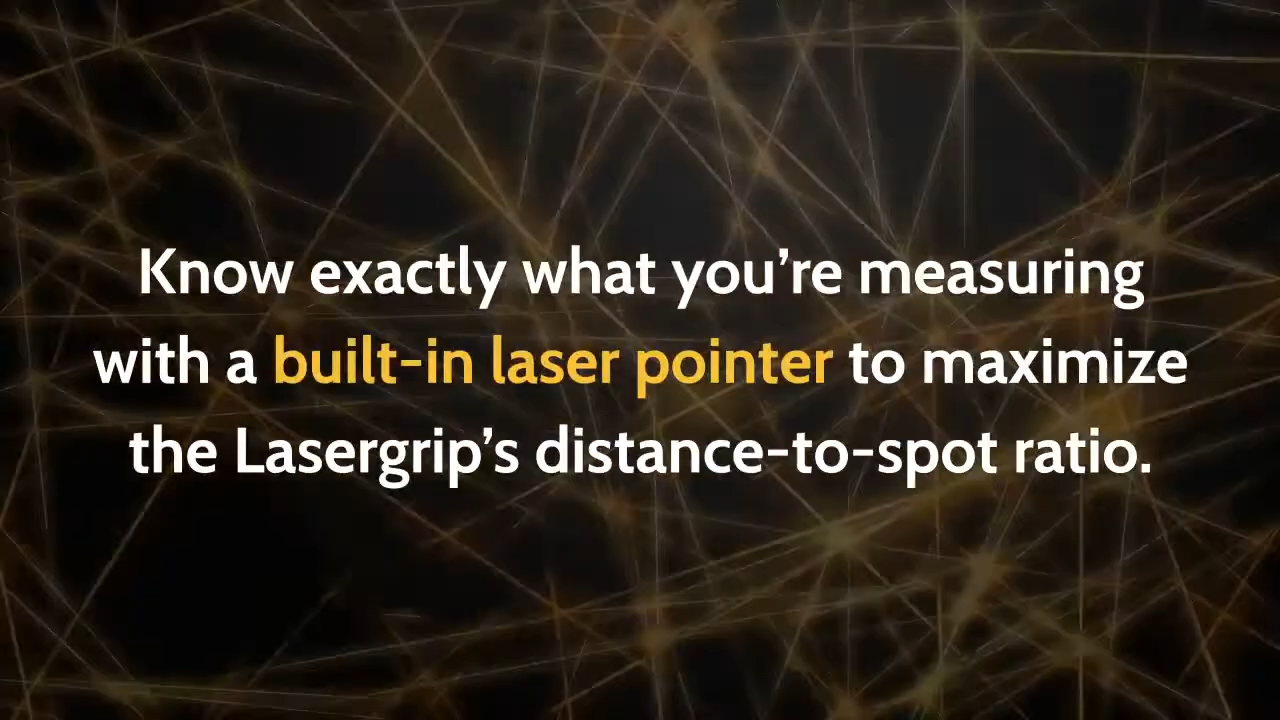 Know exactly what you’re measuring
with a built-in laser pointer to maximize
the Lasergrip’s distance-to-spot ratio.